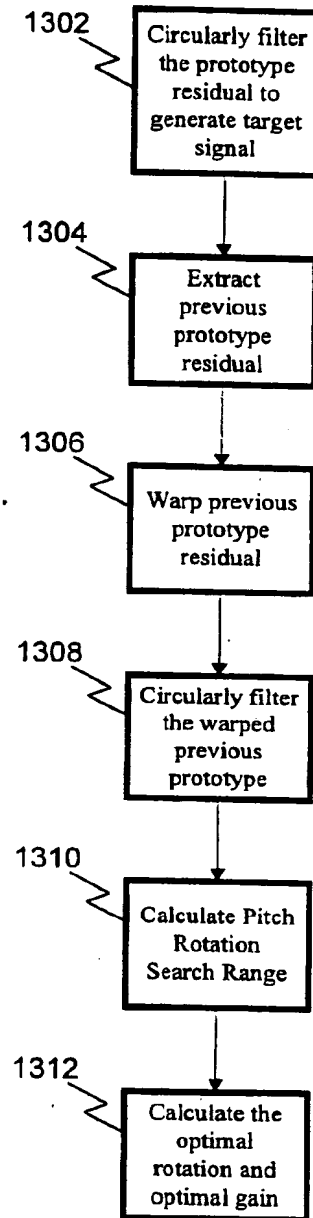 1302
Circularly filter
the prototype
residual to
generate target
signal
1304
Extract
previous
prototype
residual
1306
Warp previous
prototype
residual
1308
Circularly filter
the warped
previous
prototype
1310
Calculate Pitch
Rotation
Search Range
1312
Calculate the
optimal
rotation and
optimal gain